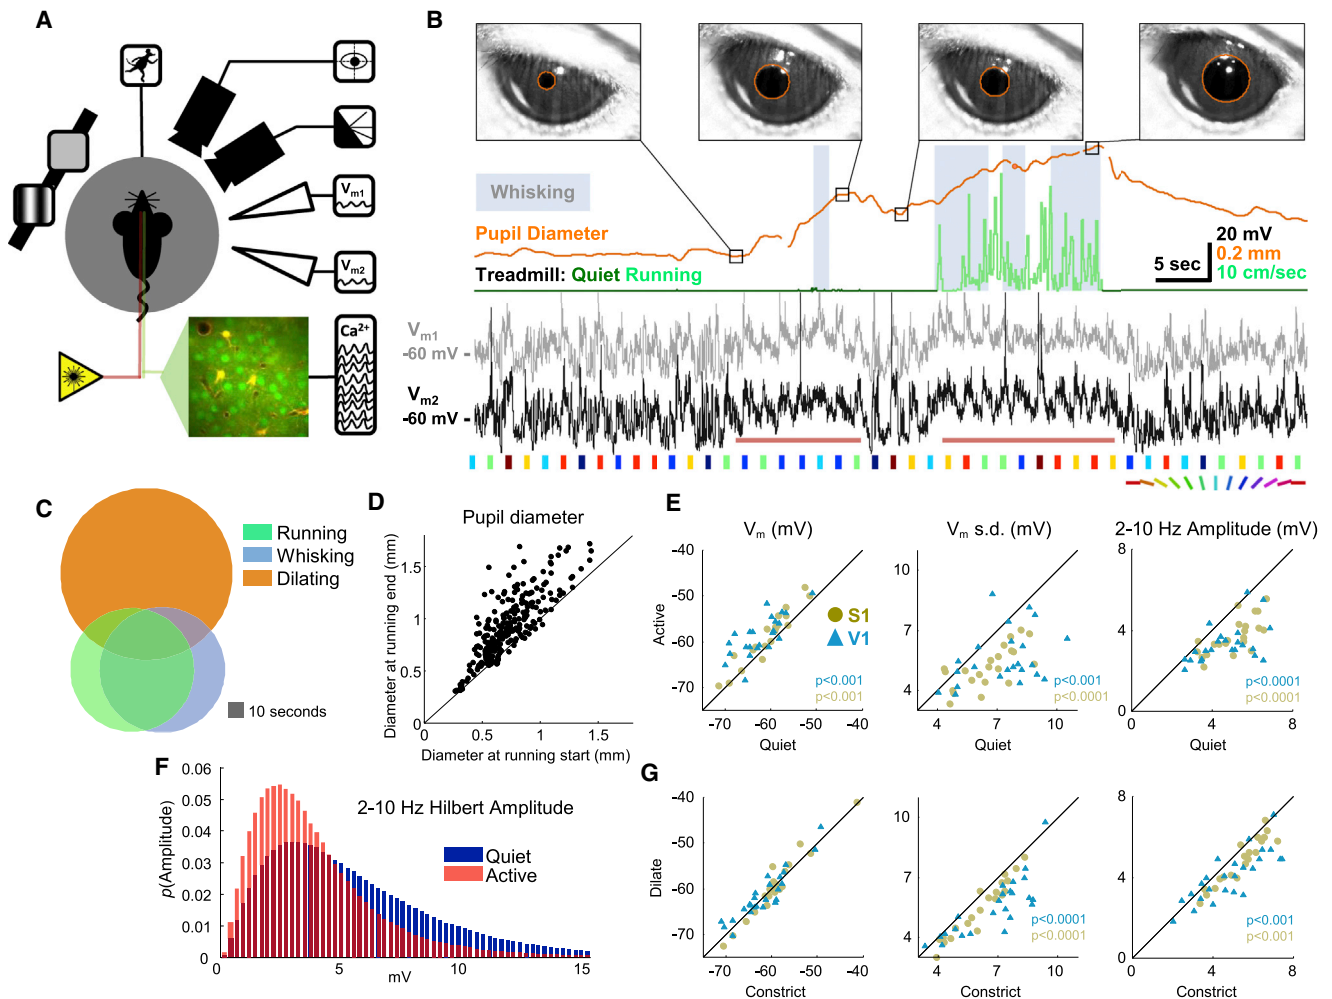 A
V_m1
V_m2
Ca²⁺
B
Whisking
Pupil Diameter
Treadmill: Quiet Running
20 mV
0.2 mm
10 cm/sec
5 sec
V_m1
-60 mV
V_m2
-60 mV
C
Running
Whisking
Dilating
10 seconds
D
Pupil diameter
Diameter at running end (mm)
1.5
1
0.5
0
0 0.5 1 1.5
Diameter at running start (mm)
E
V_m (mV)
Active
-40
-50
-60
-70
-70 -60 -50 -40
Quiet
S1
V1
p<0.001
p<0.001
V_m s.d. (mV)
10
7
4
4 7 10
Quiet
p<0.001
p<0.0001
2-10 Hz Amplitude (mV)
8
4
0
0 4 8
Quiet
p<0.0001
p<0.0001
F
2-10 Hz Hilbert Amplitude
p(Amplitude)
0.06
0.05
0.04
0.03
0.02
0.01
0
0 5 10 15
mV
Quiet
Active
G
Dilate
-40
-50
-60
-70
-70 -60 -50 -40
Constrict
10
7
4
4 7 10
Constrict
p<0.0001
p<0.0001
8
4
0
0 4 8
Constrict
p<0.001
p<0.001